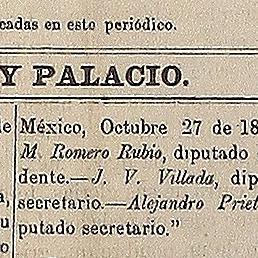 cadas en este periódico.
Y PALACIO.
e
México, Octubre 27 de 18
M. Romero Rubio, diputado
dente.—J. V. Villada, dip
secretario.—Alejandro Priet
putado secretario.”
a,
u
o